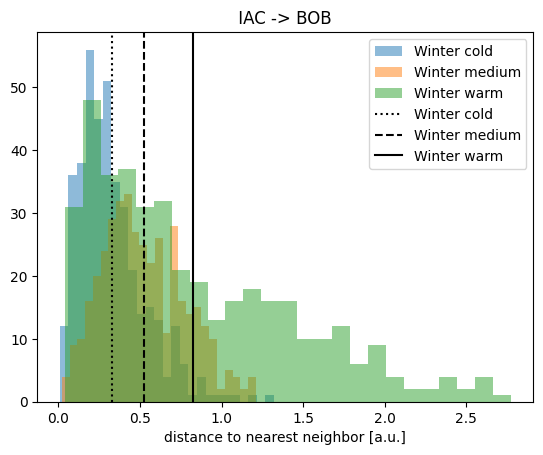 IAC -> BOB
Winter cold
Winter medium
Winter warm
Winter cold
Winter medium
Winter warm
50
40
30
20
10
0
0.0 0.5 1.0 1.5 2.0 2.5
distance to nearest neighbor [a.u.]